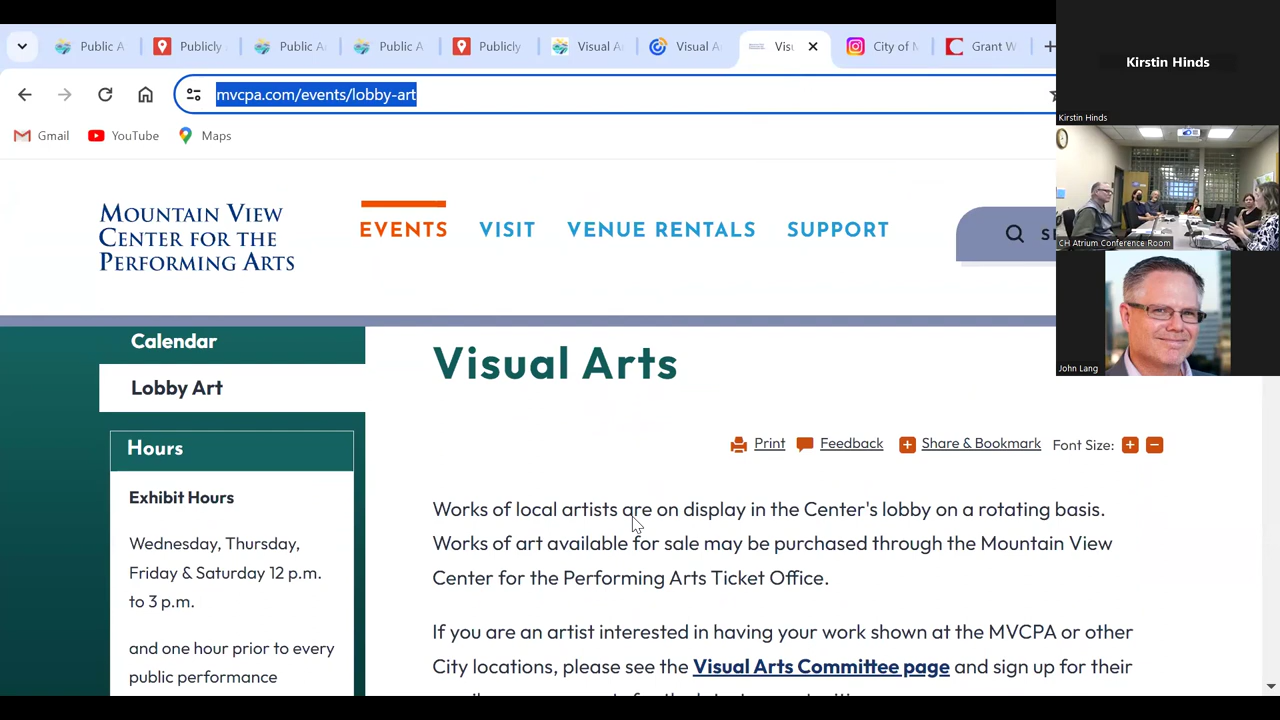 Public A
Publicly
Public A
Public A
Publicly
Visual A
Visual A
Visu
City of M
Grant W
mvcpa.com/events/lobby-art
Gmail
YouTube
Maps
Kirstin Hinds
Kirstin Hinds
CH Atrium Conference Room
John Lang
MOUNTAIN VIEW
CENTER FOR THE
PERFORMING ARTS
EVENTS
VISIT
VENUE RENTALS
SUPPORT
Calendar
Lobby Art
Hours
Exhibit Hours
Wednesday, Thursday,
Friday & Saturday 12 p.m.
to 3 p.m.
and one hour prior to every
public performance
Visual Arts
Print Feedback Share & Bookmark Font Size: + -
Works of local artists are on display in the Center's lobby on a rotating basis.
Works of art available for sale may be purchased through the Mountain View
Center for the Performing Arts Ticket Office.
If you are an artist interested in having your work shown at the MVCPA or other
City locations, please see the Visual Arts Committee page and sign up for their